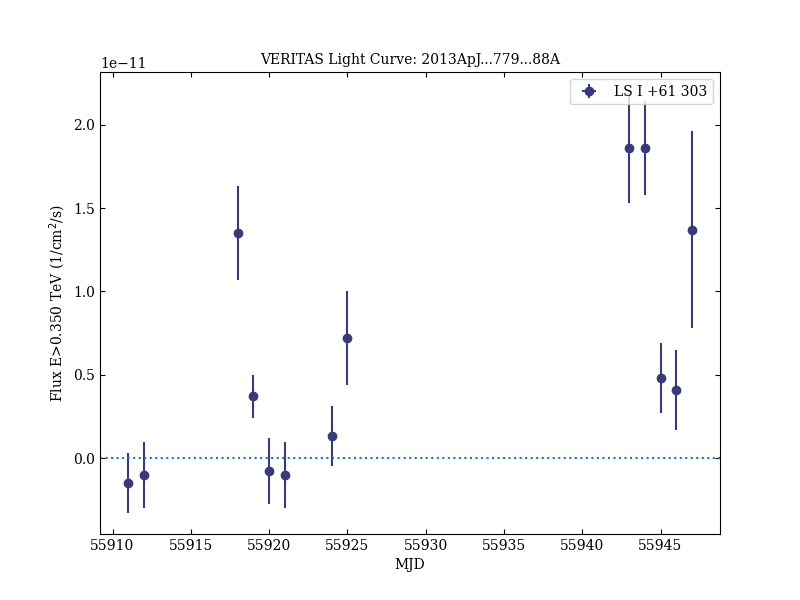 VERITAS Light Curve: 2013ApJ...779...88A
1e−11
LS I +61 303
2.0
1.5
1.0
0.5
0.0
Flux E>0.350 TeV (1/cm²/s)
55910 55915 55920 55925 55930 55935 55940 55945
MJD